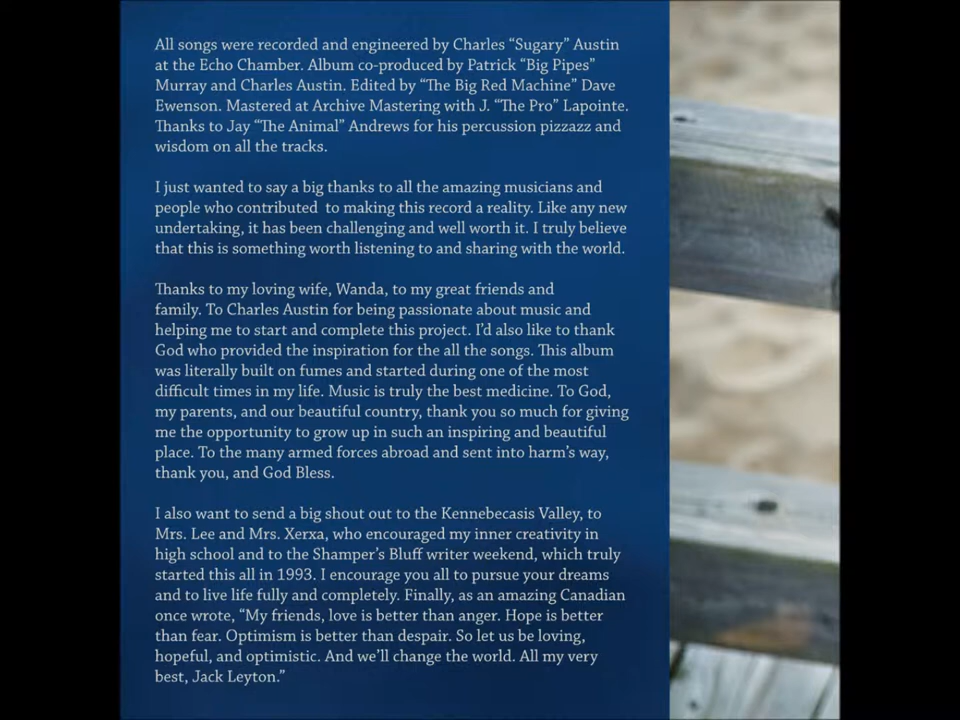 All songs were recorded and engineered by Charles “Sugary” Austin
at the Echo Chamber. Album co-produced by Patrick “Big Pipes”
Murray and Charles Austin. Edited by “The Big Red Machine” Dave
Ewenson. Mastered at Archive Mastering with J. “The Pro” Lapointe.
Thanks to Jay “The Animal” Andrews for his percussion pizzazz and
wisdom on all the tracks.
I just wanted to say a big thanks to all the amazing musicians and
people who contributed to making this record a reality. Like any new
undertaking, it has been challenging and well worth it. I truly believe
that this is something worth listening to and sharing with the world.
Thanks to my loving wife, Wanda, to my great friends and
family. To Charles Austin for being passionate about music and
helping me to start and complete this project. I’d also like to thank
God who provided the inspiration for the all the songs. This album
was literally built on fumes and started during one of the most
difficult times in my life. Music is truly the best medicine. To God,
my parents, and our beautiful country, thank you so much for giving
me the opportunity to grow up in such an inspiring and beautiful
place. To the many armed forces abroad and sent into harm’s way,
thank you, and God Bless.
I also want to send a big shout out to the Kennebecasis Valley, to
Mrs. Lee and Mrs. Xerxa, who encouraged my inner creativity in
high school and to the Shamper’s Bluff writer weekend, which truly
started this all in 1993. I encourage you all to pursue your dreams
and to live life fully and completely. Finally, as an amazing Canadian
once wrote, “My friends, love is better than anger. Hope is better
than fear. Optimism is better than despair. So let us be loving,
hopeful, and optimistic. And we’ll change the world. All my very
best, Jack Leyton.”